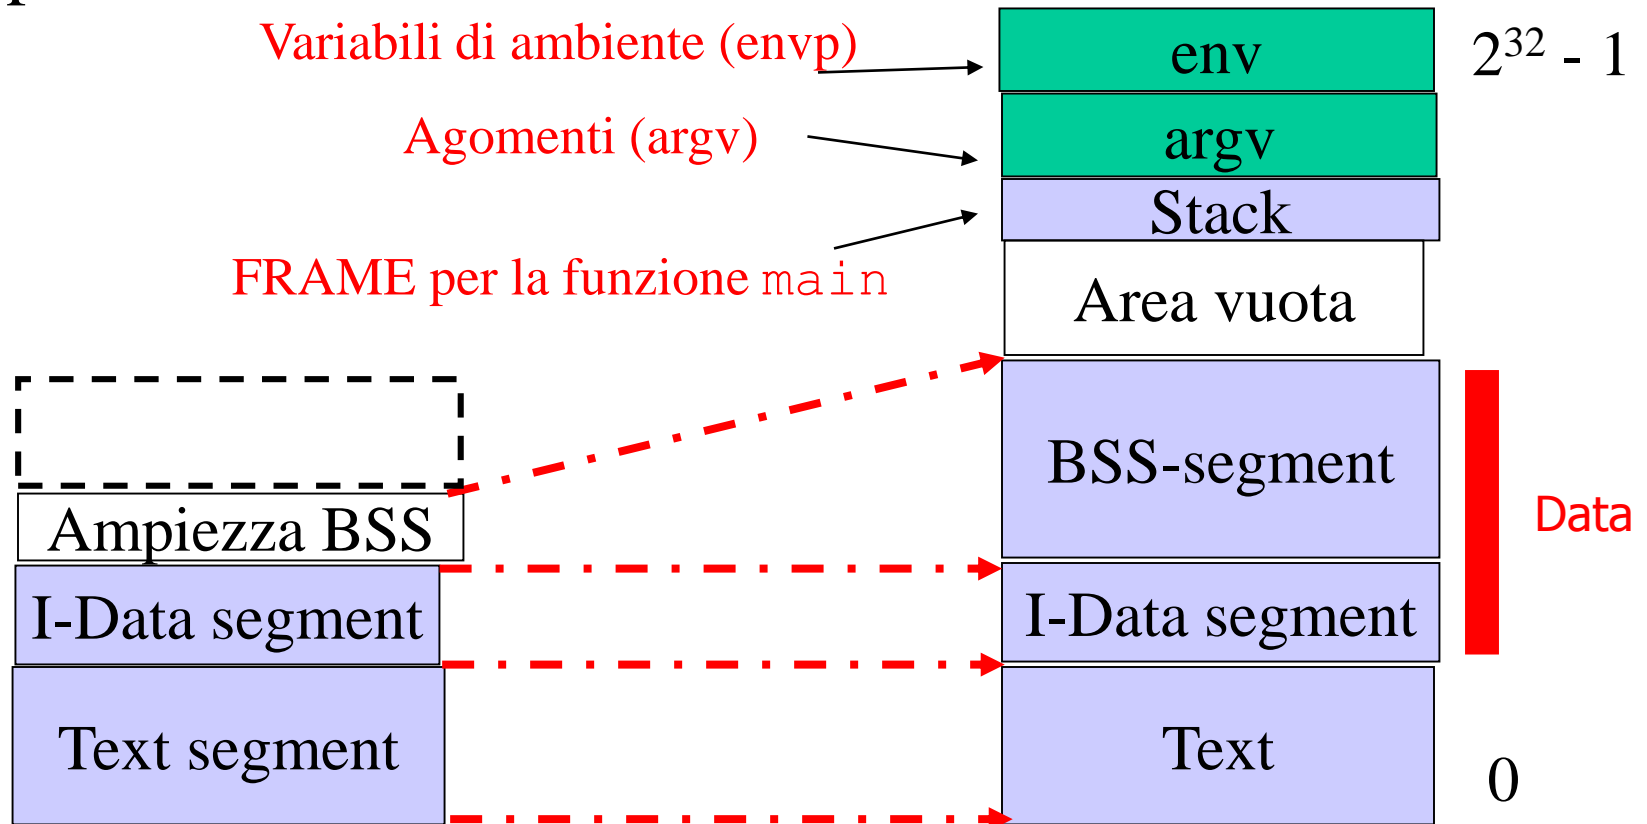 Variabili di ambiente (envp)
env
2³² - 1
Agomenti (argv)
argv
Stack
FRAME per la funzione main
Area vuota
BSS-segment
Data
Ampiezza BSS
I-Data segment
I-Data segment
Text segment
Text
0